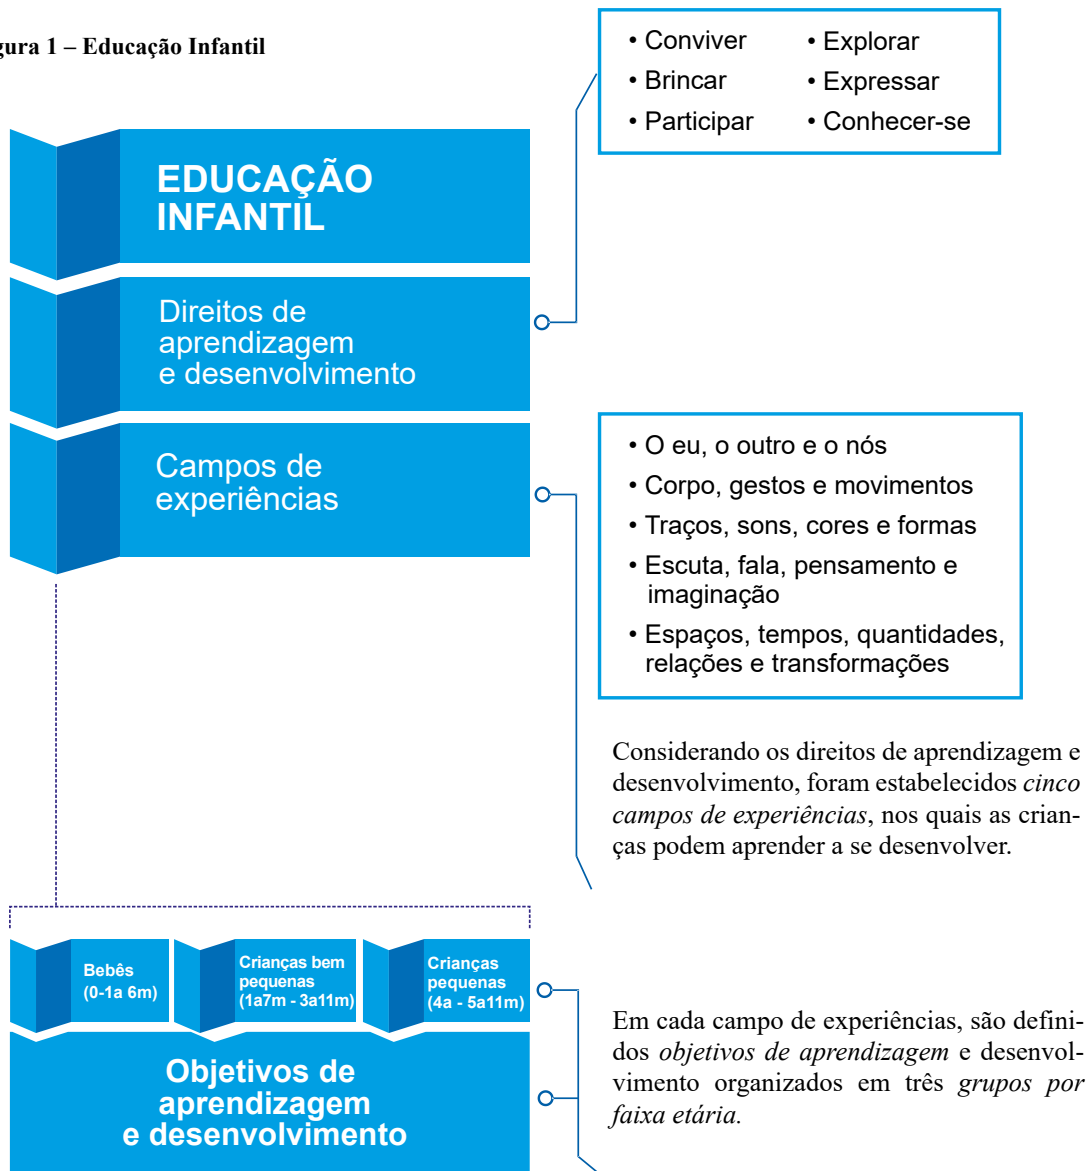 gura 1 – Educação Infantil
• Conviver
• Brincar
• Participar
• Explorar
• Expressar
• Conhecer-se
EDUCAÇÃO
INFANTIL
Direitos de
aprendizagem
e desenvolvimento
Campos de
experiências
• O eu, o outro e o nós
• Corpo, gestos e movimentos
• Traços, sons, cores e formas
• Escuta, fala, pensamento e
imaginação
• Espaços, tempos, quantidades,
relações e transformações
Considerando os direitos de aprendizagem e
desenvolvimento, foram estabelecidos cinco
campos de experiências, nos quais as crian-
ças podem aprender a se desenvolver.
Bebês
(0-1a 6m)
Crianças bem
pequenas
(1a7m - 3a11m)
Crianças
pequenas
(4a - 5a11m)
Em cada campo de experiências, são defini-
dos objetivos de aprendizagem e desenvol-
vimento organizados em três grupos por
faixa etária.
Objetivos de
aprendizagem
e desenvolvimento